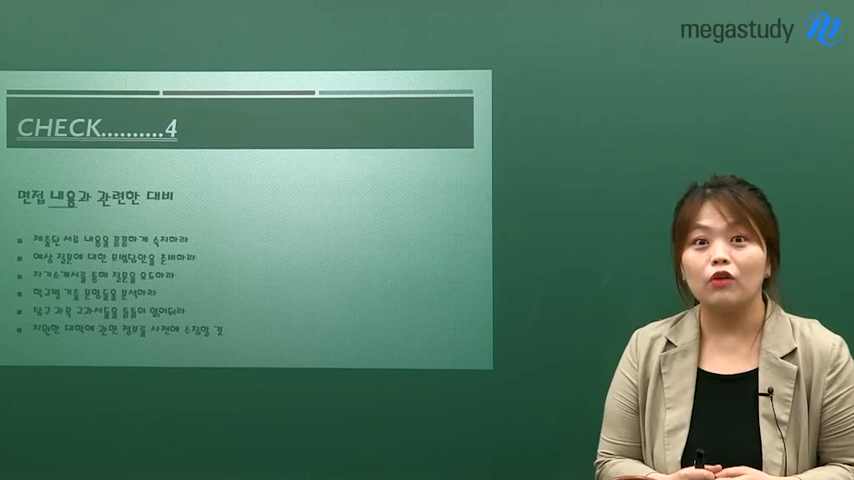 megastudy
CHECK..........4
면접 내용과 관련한 대비
제출된 서류 내용을 꼼꼼하게 숙지하라
예상 질문에 대한 모범답안을 준비하라
자기소개서를 통해 질문을 유도하라
학교별 기출 문항들을 분석하라
탐구 과목 교과서들을 틈틈이 읽어둬라
지원한 대학에 관한 정보를 사전에 수집할 것